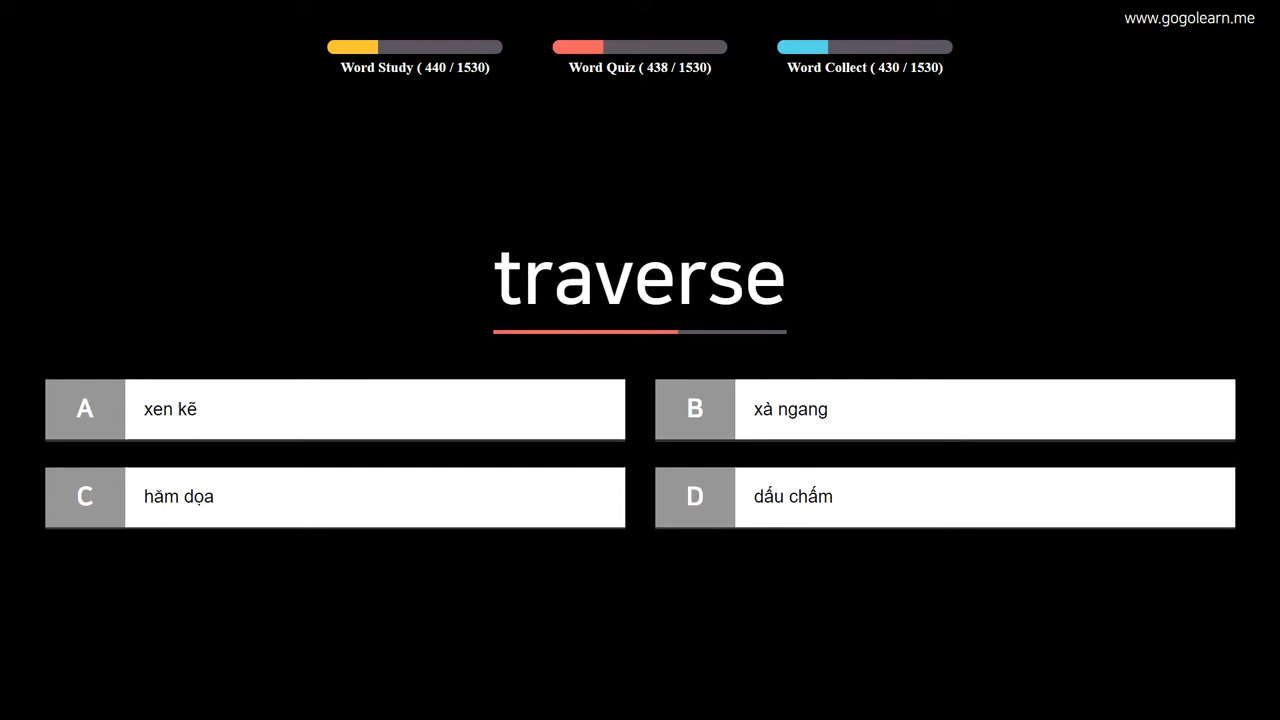 www.gogolearn.me
Word Study ( 440 / 1530)
Word Quiz ( 438 / 1530)
Word Collect ( 430 / 1530)
traverse
A xen kẽ
B xà ngang
C hăm dọa
D dấu chấm